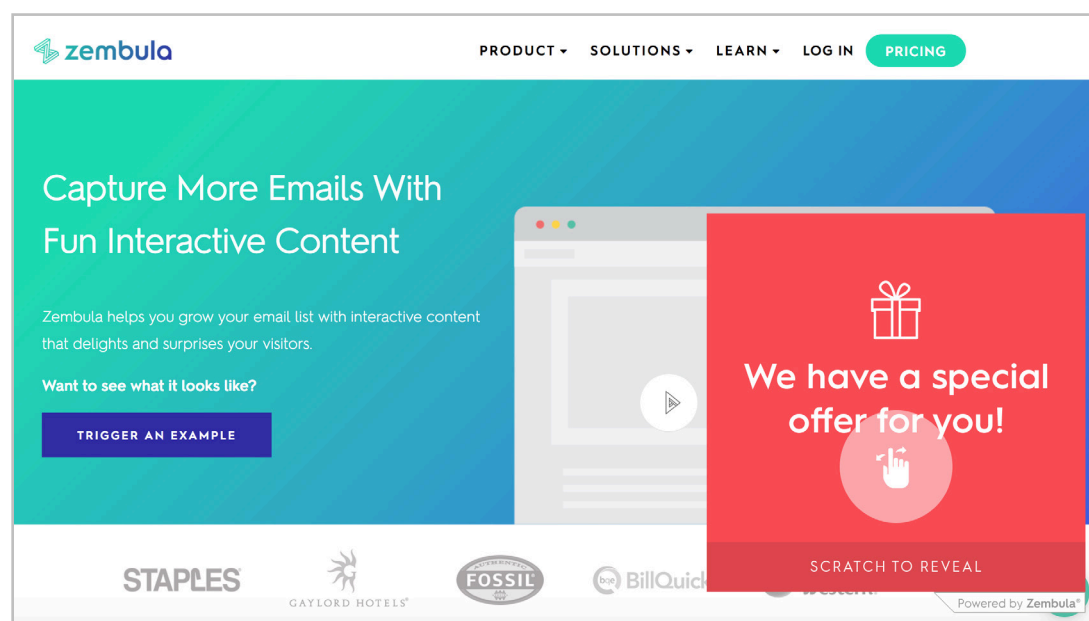 zembula
PRODUCT SOLUTIONS LEARN LOG IN PRICING
Capture More Emails With
Fun Interactive Content
Zembula helps you grow your email list with interactive content
that delights and surprises your visitors.
Want to see what it looks like?
TRIGGER AN EXAMPLE
We have a special
offer for you!
SCRATCH TO REVEAL
STAPLES
GAYLORD HOTELS®
AUTHENTIC
FOSSIL
bqe BillQuick
Powered by Zembula®